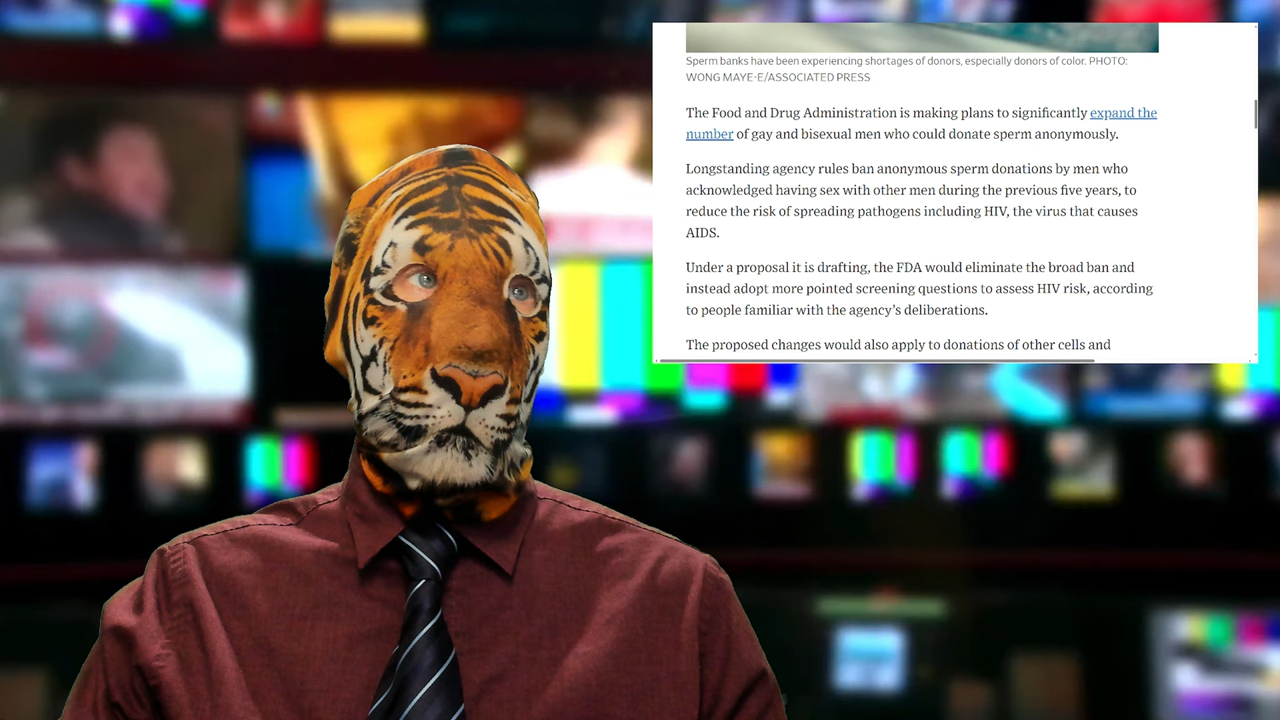 Sperm banks have been experiencing shortages of donors, especially donors of color. PHOTO:
WONG MAYE-E/ASSOCIATED PRESS
The Food and Drug Administration is making plans to significantly expand the
number of gay and bisexual men who could donate sperm anonymously.
Longstanding agency rules ban anonymous sperm donations by men who
acknowledged having sex with other men during the previous five years, to
reduce the risk of spreading pathogens including HIV, the virus that causes
AIDS.
Under a proposal it is drafting, the FDA would eliminate the broad ban and
instead adopt more pointed screening questions to assess HIV risk, according
to people familiar with the agency’s deliberations.
The proposed changes would also apply to donations of other cells and